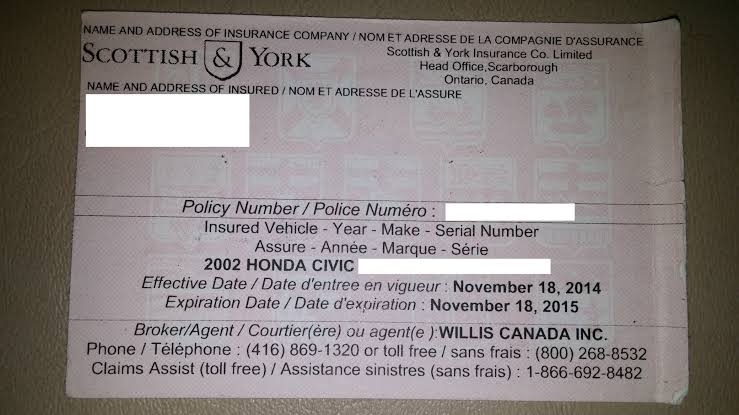 NAME AND ADDRESS OF INSURANCE COMPANY / NOM ET ADRESSE DE LA COMPAGNIE D'ASSURANCE
SCOTTISH & YORK
Scottish & York Insurance Co. Limited
Head Office,Scarborough
Ontario, Canada
NAME AND ADDRESS OF INSURED / NOM ET ADRESSE DE L'ASSURE
Policy Number / Police Numéro :
Insured Vehicle - Year - Make - Serial Number
Assure - Année - Marque - Série
2002 HONDA CIVIC
Effective Date / Date d'entree en vigueur : November 18, 2014
Expiration Date / Date d'expiration : November 18, 2015
Broker/Agent / Courtier(ère) ou agent(e ):WILLIS CANADA INC.
Phone / Téléphone : (416) 869-1320 or toll free / sans frais : (800) 268-8532
Claims Assist (toll free) / Assistance sinistres (sans frais) : 1-866-692-8482